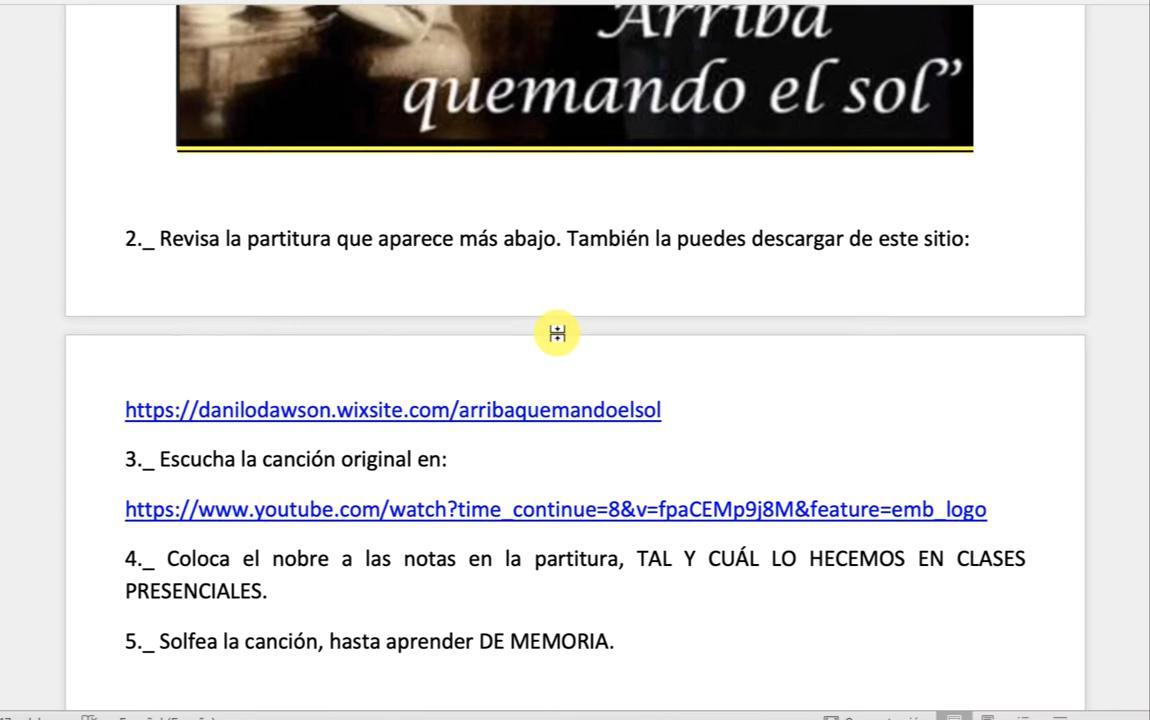 Arriba
quemando el sol”
2._ Revisa la partitura que aparece más abajo. También la puedes descargar de este sitio:
https://danilodawson.wixsite.com/arribaquemandoelsol
3._ Escucha la canción original en:
https://www.youtube.com/watch?time_continue=8&v=fpaCEMp9j8M&feature=emb_logo
4._ Coloca el nobre a las notas en la partitura, TAL Y CUÁL LO HECEMOS EN CLASES
PRESENCIALES.
5._ Solfea la canción, hasta aprender DE MEMORIA.